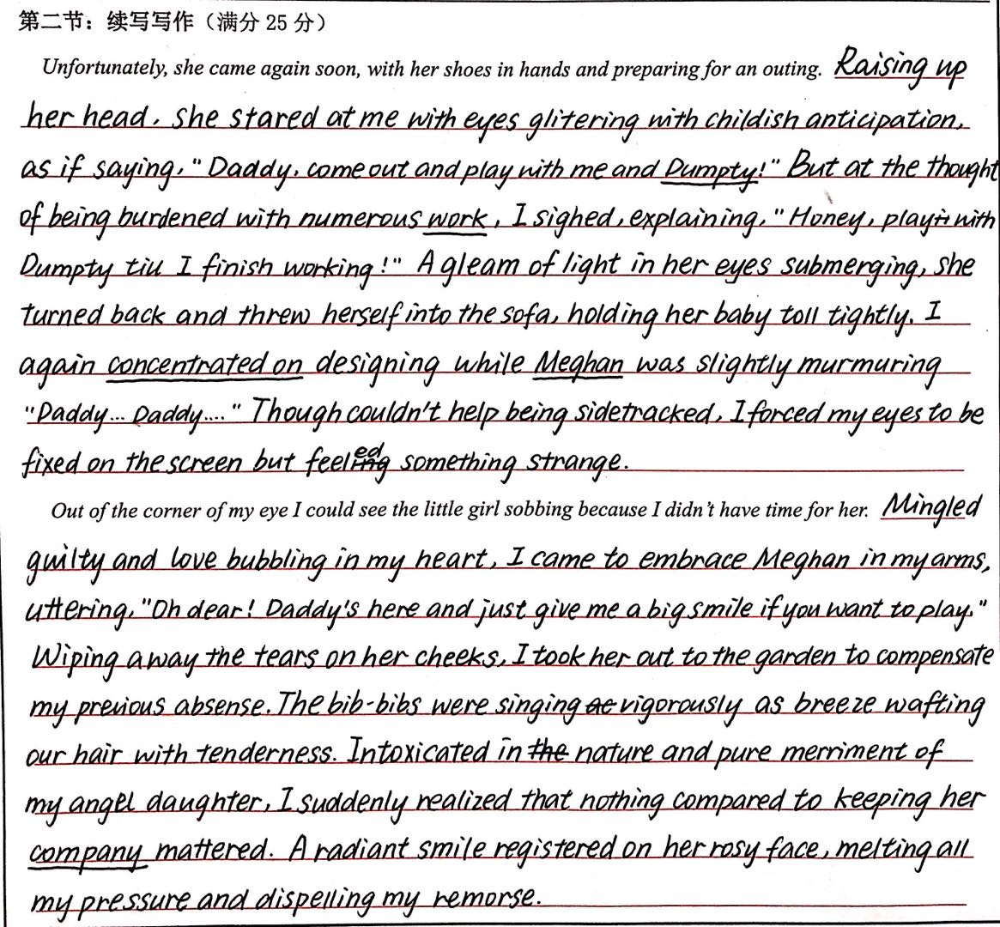 第二节：续写写作（满分 25 分）
Unfortunately, she came again soon, with her shoes in hands and preparing for an outing. Raising up
her head, she stared at me with eyes glitering with childish anticipation,
as if saying, "Daddy, come out and play with me and Dumpty!" But at the thought
of being burdened with numerous work, I sighed, explaining, "Honey, play with
Dumpty till I finish working!" A gleam of light in her eyes submerging, she
turned back and threw herself into the sofa, holding her baby toll tightly. I
again concentrated on designing while Meghan was slightly murmuring
"Daddy... Daddy...." Though couldn't help being sidetracked, I forced my eyes to be
fixed on the screen but feeled something strange.
Out of the corner of my eye I could see the little girl sobbing because I didn't have time for her. Mingled
guilty and love bubbling in my heart, I came to embrace Meghan in my arms,
uttering, "Oh dear! Daddy's here and just give me a big smile if you want to play."
Wiping away the tears on her cheeks, I took her out to the garden to compensate
my previous absense. The bib-bibs were singing vigorously as breeze wafting
our hair with tenderness. Intoxicated in nature and pure merriment of
my angel daughter, I suddenly realized that nothing compared to keeping her
company mattered. A radiant smile registered on her rosy face, melting all
my pressure and dispelling my remorse.